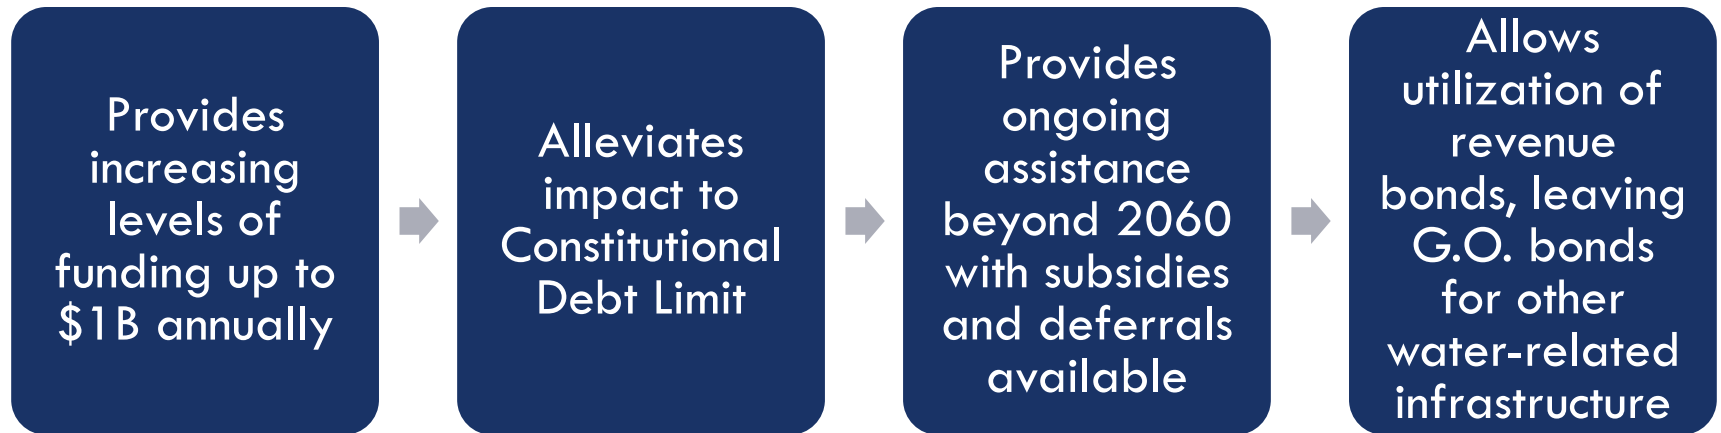 Provides
increasing
levels of
funding up to
$1B annually
Alleviates
impact to
Constitutional
Debt Limit
Provides
ongoing
assistance
beyond 2060
with subsidies
and deferrals
available
Allows
utilization of
revenue
bonds, leaving
G.O. bonds
for other
water-related
infrastructure